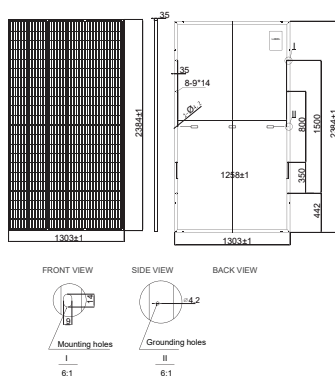 35
35
I
8-9*14
II
2384±1
800
1500
2384±1
1258±1
350
442
1303±1
1303±1
FRONT VIEW
SIDE VIEW
BACK VIEW
14
9
Ø4,2
Mounting holes
Grounding holes
I
II
6:1
6:1